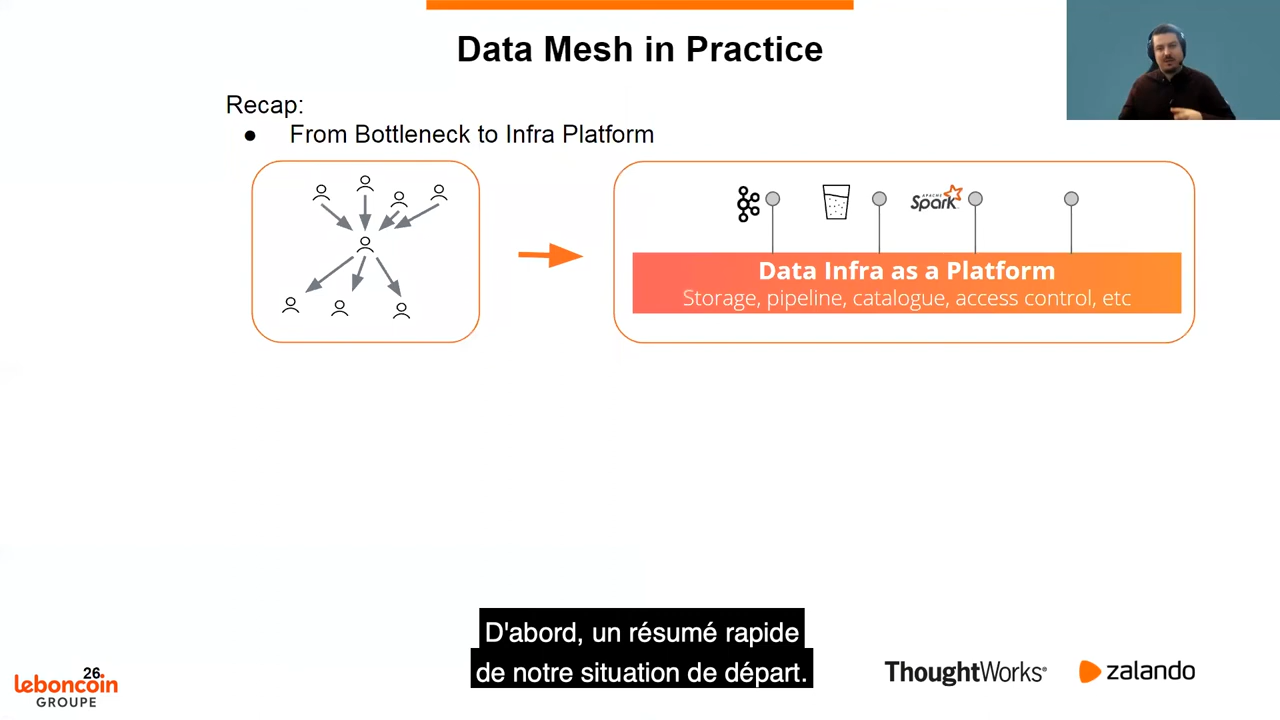 Data Mesh in Practice
Recap:
● From Bottleneck to Infra Platform
APACHE
Spark
Data Infra as a Platform
Storage, pipeline, catalogue, access control, etc
D'abord, un résumé rapide
de notre situation de départ.
26
leboncoin
GROUPE
ThoughtWorks®
zalando